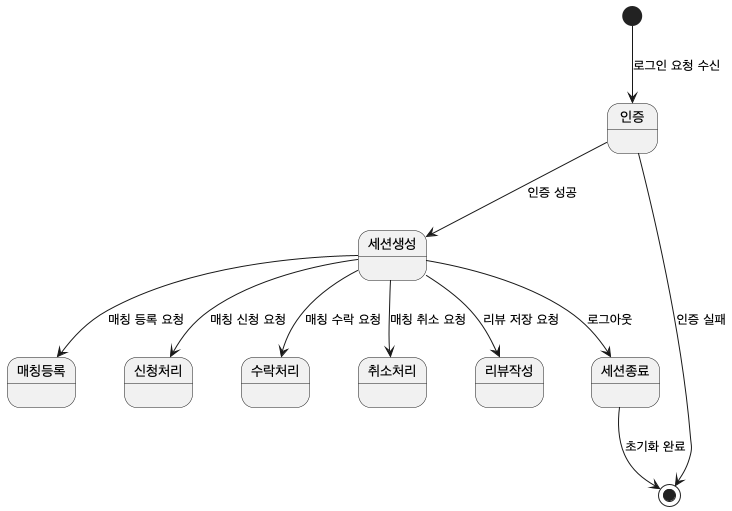 로그인 요청 수신
인증
인증 성공
세션생성
매칭 등록 요청
매칭 신청 요청
매칭 수락 요청
매칭 취소 요청
리뷰 저장 요청
로그아웃
인증 실패
매칭등록
신청처리
수락처리
취소처리
리뷰작성
세션종료
초기화 완료